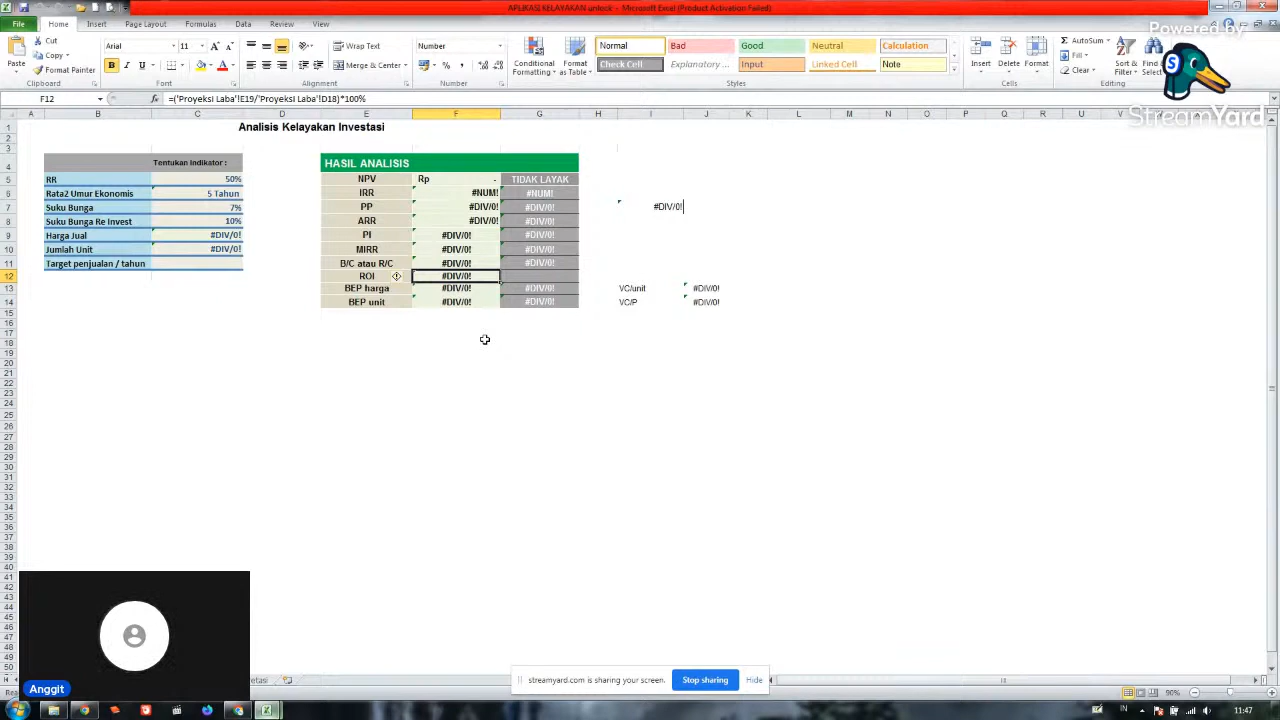 APLIKASI KELAYAKAN unlock - Microsoft Excel (Product Activation Failed)
File Home Insert Page Layout Formulas Data Review View
Powered by
StreamYard
Paste
Cut
Copy
Format Painter
Clipboard
Arial 11
Font
Wrap Text
Merge & Center
Alignment
Number
Number
Conditional Formatting
Format as Table
Normal Bad Good Neutral Calculation
Check Cell Explanatory ... Input Linked Cell Note
Styles
Insert Delete Format
Cells
AutoSum
Fill
Clear
Sort & Filter
Find &
F12 fx =('Proyeksi Laba'!E19/'Proyeksi Laba'!D18)*100%
A B C D E F G H I J K L M N O P Q R S
Analisis Kelayakan Investasi
Tentukan Indikator :
RR 50%
Rata2 Umur Ekonomis 5 Tahun
Suku Bunga 7%
Suku Bunga Re Invest 10%
Harga Jual #DIV/0!
Jumlah Unit #DIV/0!
Target penjualan / tahun
HASIL ANALISIS
NPV Rp - TIDAK LAYAK
IRR #NUM! #NUM!
PP #DIV/0! #DIV/0!
ARR #DIV/0! #DIV/0!
PI #DIV/0! #DIV/0!
MIRR #DIV/0! #DIV/0!
B/C atau R/C #DIV/0! #DIV/0!
ROI #DIV/0!
BEP harga #DIV/0! #DIV/0!
BEP unit #DIV/0! #DIV/0!
#DIV/0!
VC/unit #DIV/0!
VC/P #DIV/0!
Anggit
etasi
streamyard.com is sharing your screen. Stop sharing Hide
90%
IN 11:47